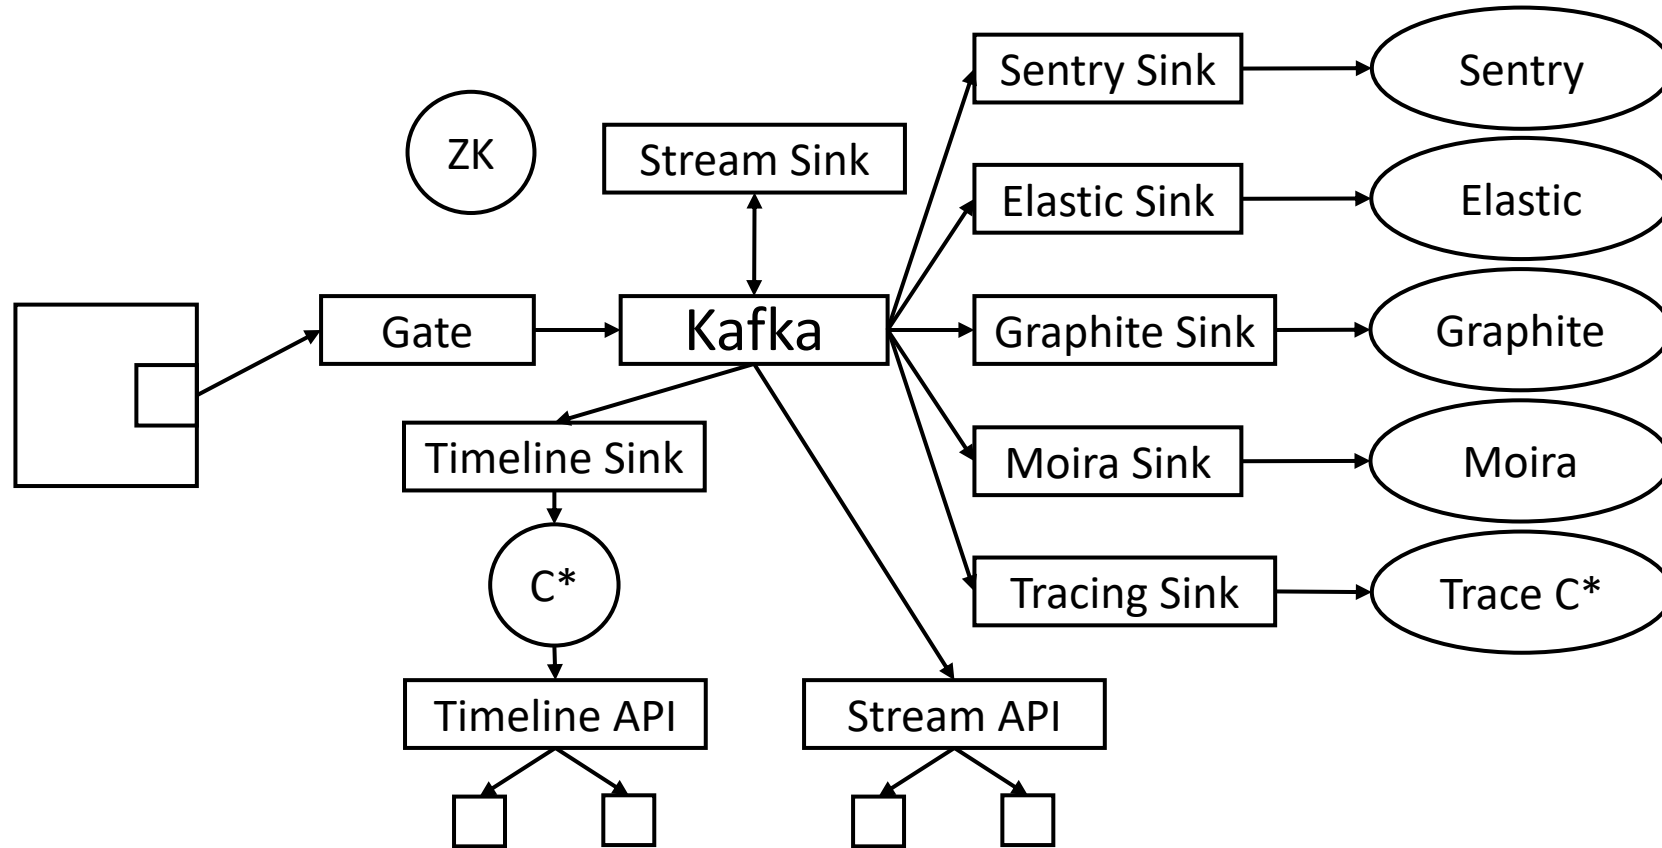 Sentry Sink
Sentry
ZK
Stream Sink
Elastic Sink
Elastic
Gate
Kafka
Graphite Sink
Graphite
Timeline Sink
Moira Sink
Moira
C*
Tracing Sink
Trace C*
Timeline API
Stream API